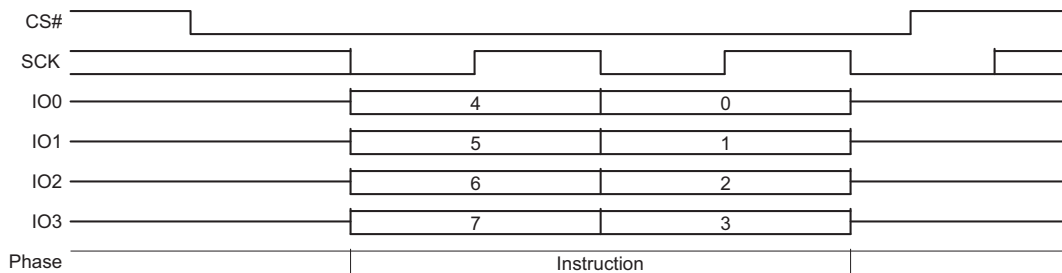 CS#
SCK
IO0 4 0
IO1 5 1
IO2 6 2
IO3 7 3
Phase Instruction